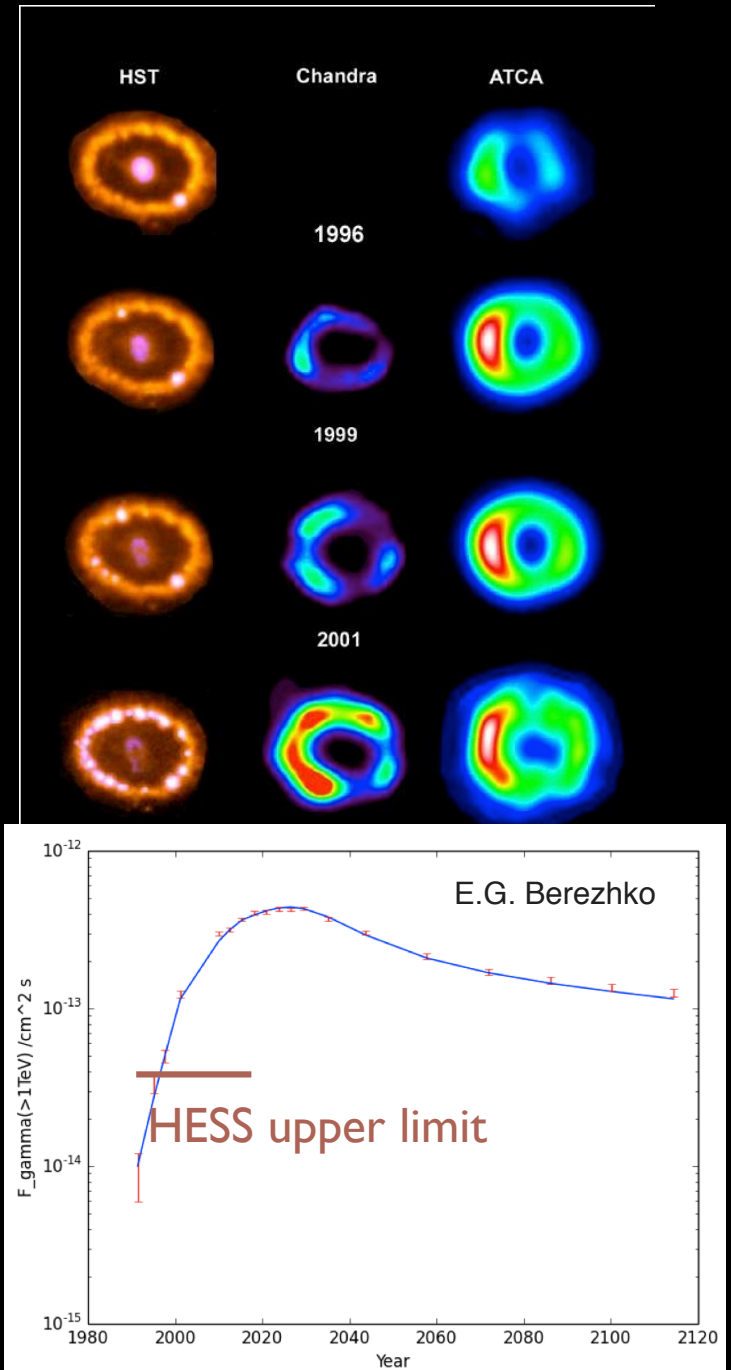 HST Chandra ATCA
1996
1999
2001
E.G. Berezhko
HESS upper limit
F_gamma(>1TeV) /cm^2 s
10^-12
10^-13
10^-14
10^-15
1980 2000 2020 2040 2060 2080 2100 2120
Year